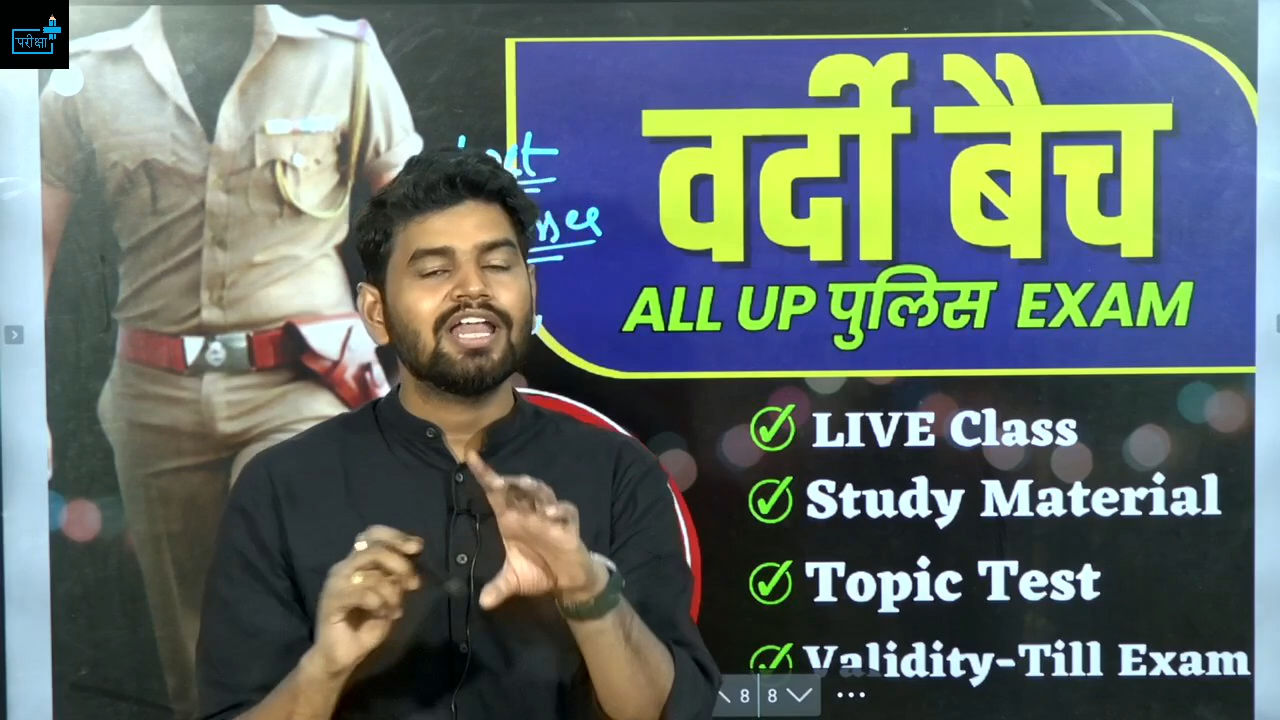 परीक्षा
वर्दी बैच
ALL UP पुलिस EXAM
LIVE Class
Study Material
Topic Test
Validity-Till Exam
8 8